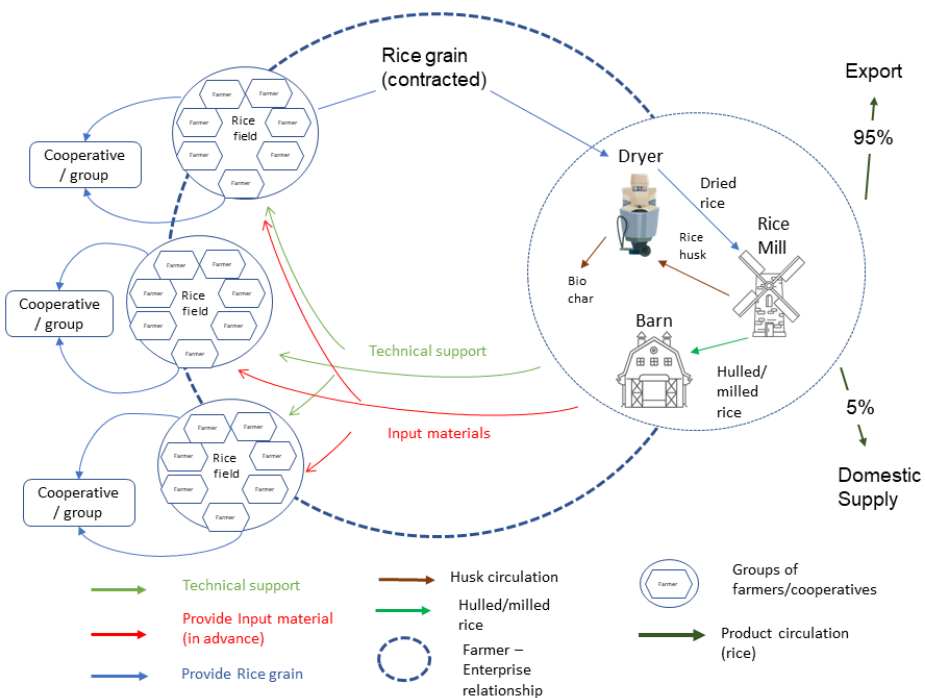 Rice grain
(contracted)
Export
95%
Farmer
Farmer
Farmer
Rice
field
Farmer
Farmer
Farmer
Farmer
Cooperative
/ group
Dryer
Dried
rice
Rice
husk
Rice
Mill
Bio
char
Barn
Hulled/
milled
rice
Farmer
Farmer
Farmer
Rice
field
Farmer
Farmer
Farmer
Farmer
Cooperative
/ group
Technical support
Input materials
5%
Domestic
Supply
Farmer
Farmer
Farmer
Rice
field
Farmer
Farmer
Farmer
Farmer
Cooperative
/ group
Technical support
Provide Input material
(in advance)
Provide Rice grain
Husk circulation
Hulled/milled
rice
Farmer –
Enterprise
relationship
Farmer
Groups of
farmers/cooperatives
Product circulation
(rice)